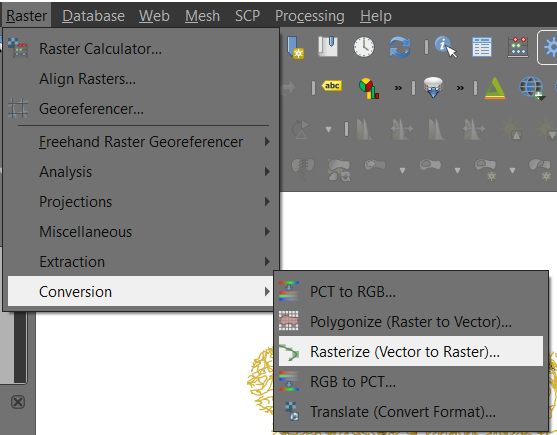 Raster Database Web Mesh SCP Processing Help
Raster Calculator...
Align Rasters...
Georeferencer...
abc
»
»
Freehand Raster Georeferencer
Analysis
Projections
Miscellaneous
Extraction
Conversion
PCT to RGB...
Polygonize (Raster to Vector)...
Rasterize (Vector to Raster)...
RGB to PCT...
Translate (Convert Format)...